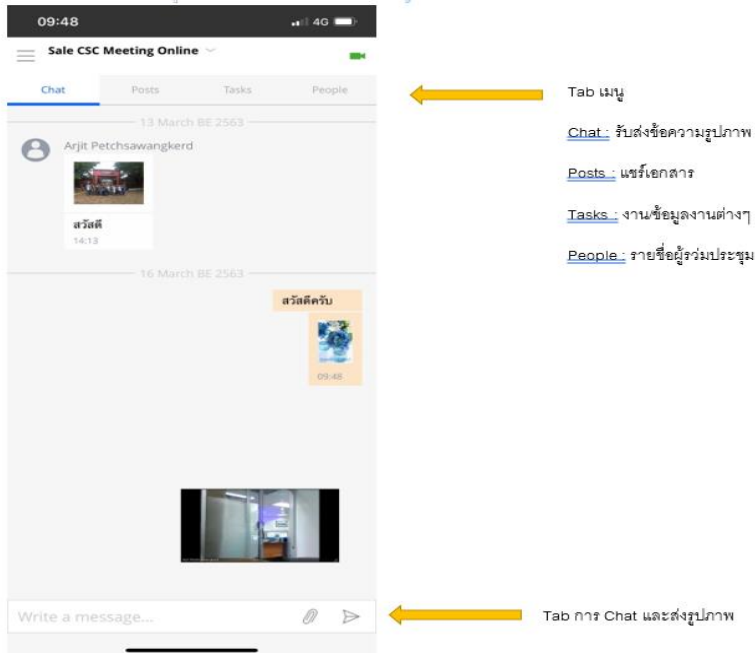 09:48
4G
Sale CSC Meeting Online
Chat Posts Tasks People
13 March BE 2563
Arjit Petchsawangkerd
สวัสดี
14:13
16 March BE 2563
สวัสดีครับ
09:48
Write a message...
Tab เมนู
Chat : รับส่งข้อความรูปภาพ
Posts : แชร์เอกสาร
Tasks : งาน/ข้อมูลงานต่างๆ
People : รายชื่อผู้ร่วมประชุม
Tab การ Chat และส่งรูปภาพ